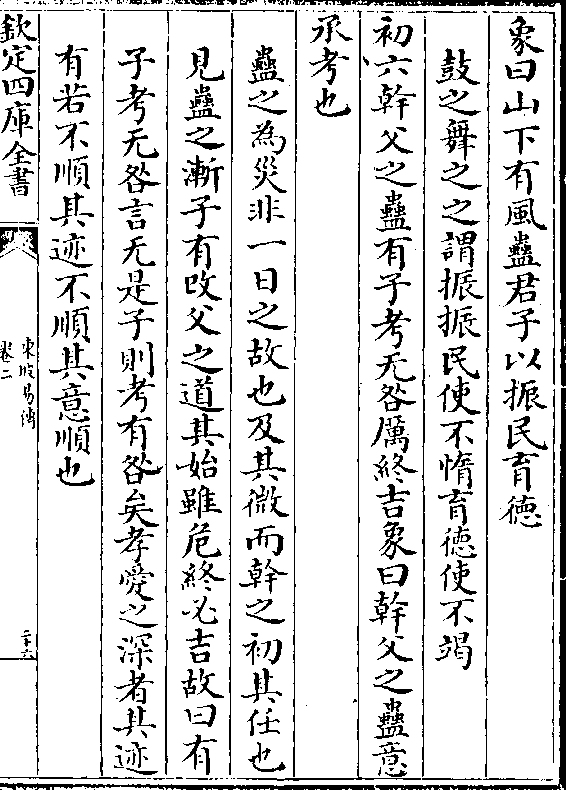 象曰山下有風蠱君子以振民育徳
鼓之舞之之謂振振民使不惰育徳使不竭
初六幹父之蠱有子考无咎厲終吉象曰幹父之蠱意
承考也
蠱之為災非一日之故也及其微而幹之初其任也
見蠱之漸子有改父之道其始雖危終必吉故曰有
子考无咎言无是子則考有咎矣孝愛之深者其迹
有若不順其迹不順其意順也
欽定四庫全書
東坡易傳
卷二
二十六